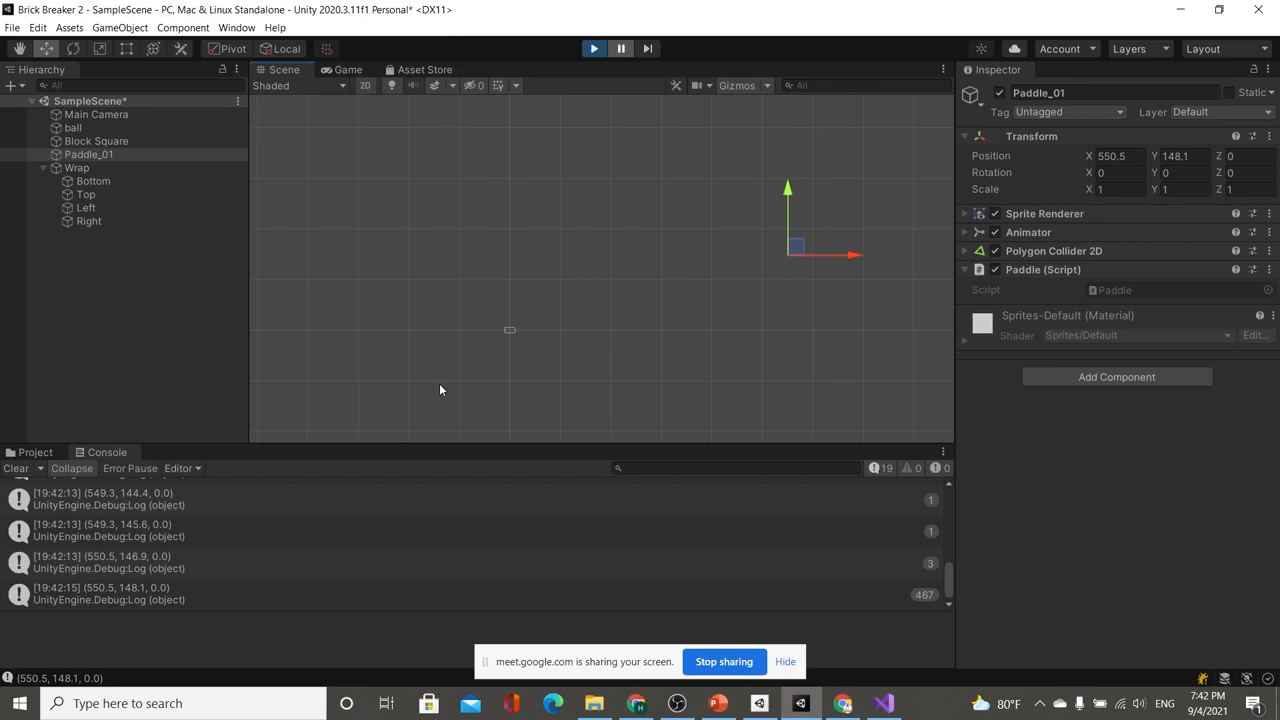 Brick Breaker 2 - SampleScene - PC, Mac & Linux Standalone - Unity 2020.3.11f1 Personal* <DX11>
File Edit Assets GameObject Component Window Help
Pivot Local Account Layers Layout
Hierarchy Scene Game Asset Store Inspector
All Shaded 2D 0 Gizmos All Paddle_01 Static
SampleScene*
Main Camera
ball
Block Square
Paddle_01
Wrap
Bottom
Top
Left
Right
Tag Untagged Layer Default
Transform
Position X 550.5 Y 148.1 Z 0
Rotation X 0 Y 0 Z 0
Scale X 1 Y 1 Z 1
Sprite Renderer
Animator
Polygon Collider 2D
Paddle (Script)
Script Paddle
Sprites-Default (Material)
Shader Sprites/Default Edit...
Add Component
Project Console
Clear Collapse Error Pause Editor 19 0 0
[19:42:13] (549.3, 144.4, 0.0)
UnityEngine.Debug:Log (object) 1
[19:42:13] (549.3, 145.6, 0.0)
UnityEngine.Debug:Log (object) 1
[19:42:13] (550.5, 146.9, 0.0)
UnityEngine.Debug:Log (object) 3
[19:42:15] (550.5, 148.1, 0.0)
UnityEngine.Debug:Log (object) 467
meet.google.com is sharing your screen. Stop sharing Hide
(550.5, 148.1, 0.0)
Type here to search 80°F ENG 7:42 PM
9/4/2021